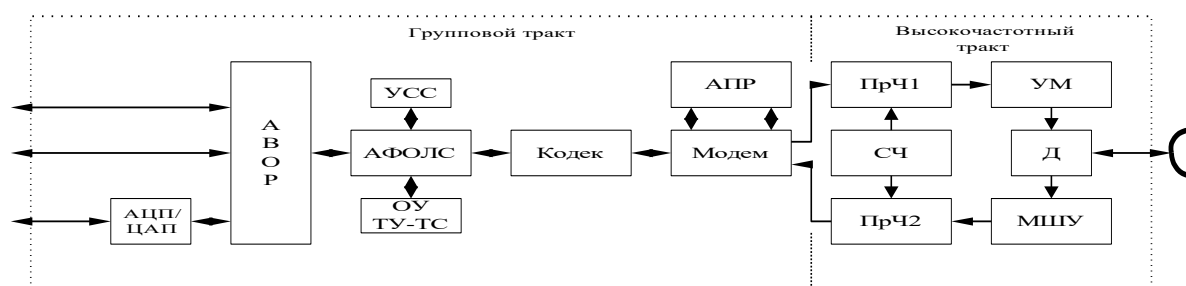 Групповой тракт
Высокочастотный
тракт
УСС
АПР
ПрЧ1
УМ
А
В
О
Р
АФОЛС
Кодек
Модем
СЧ
Д
АЦП/
ЦАП
ОУ
ТУ-ТС
ПрЧ2
МШУ